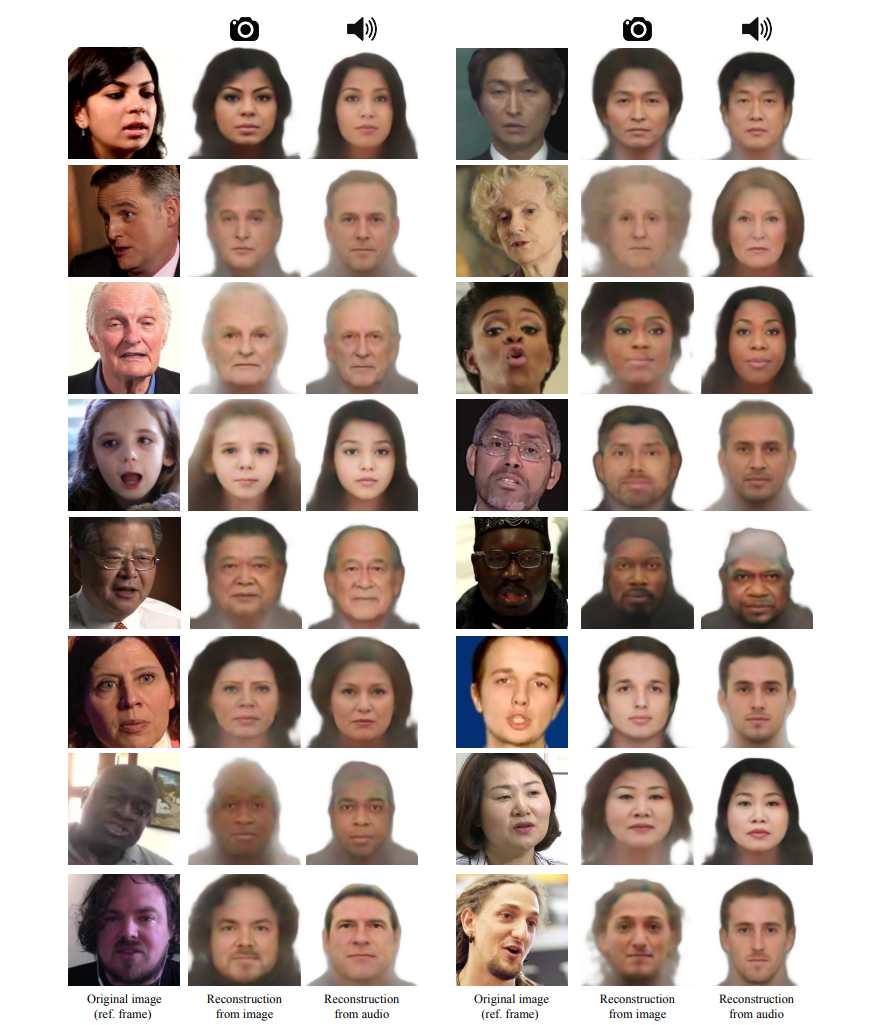 Original image
(ref. frame)
Reconstruction
from image
Reconstruction
from audio
Original image
(ref. frame)
Reconstruction
from image
Reconstruction
from audio